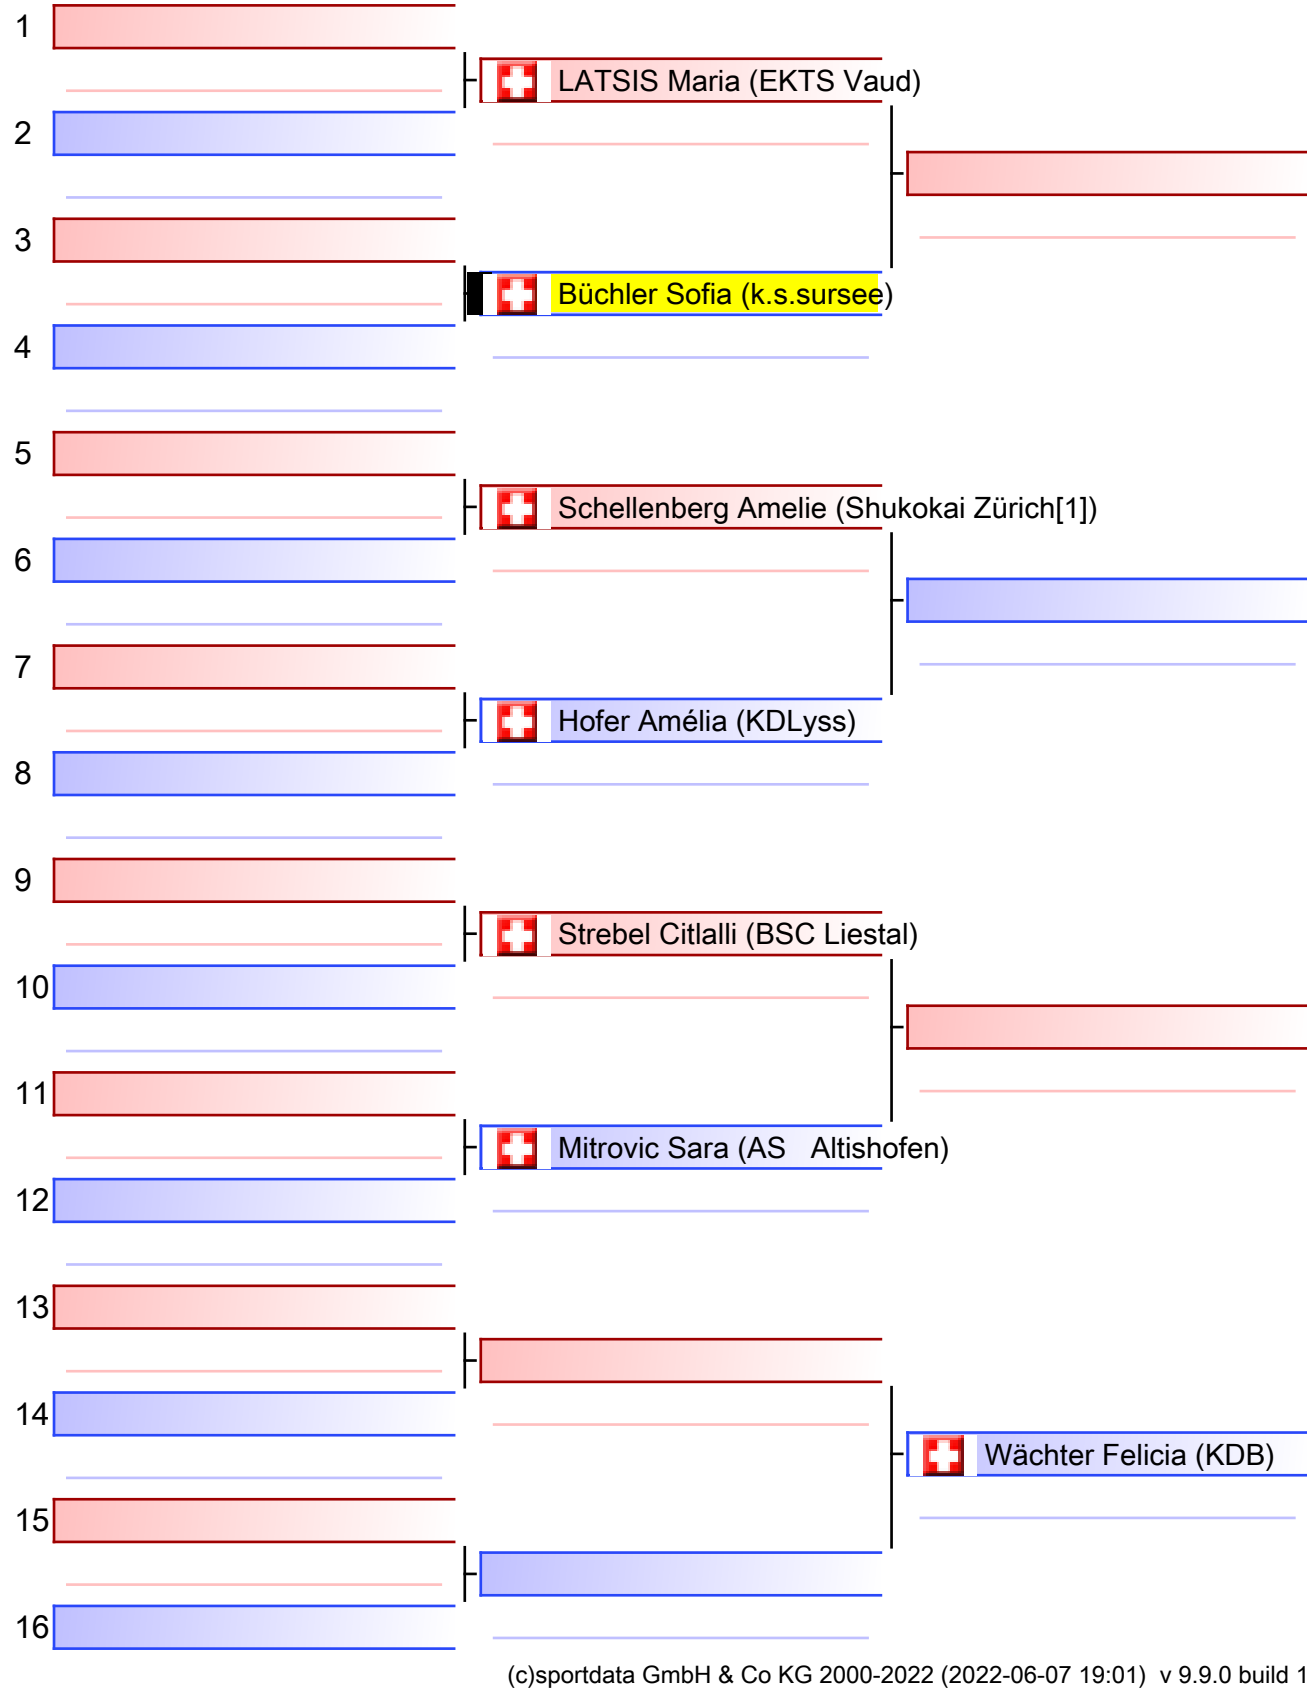 1
LATSIS Maria (EKTS Vaud)
2
3
Büchler Sofia (k.s.sursee)
4
5
Schellenberg Amelie (Shukokai Zürich[1])
6
7
Hofer Amélia (KDLyss)
8
9
Strebel Citlalli (BSC Liestal)
10
11
Mitrovic Sara (AS Altishofen)
12
13
14
Wächter Felicia (KDB)
15
16
(c)sportdata GmbH & Co KG 2000-2022 (2022-06-07 19:01) v 9.9.0 build 1